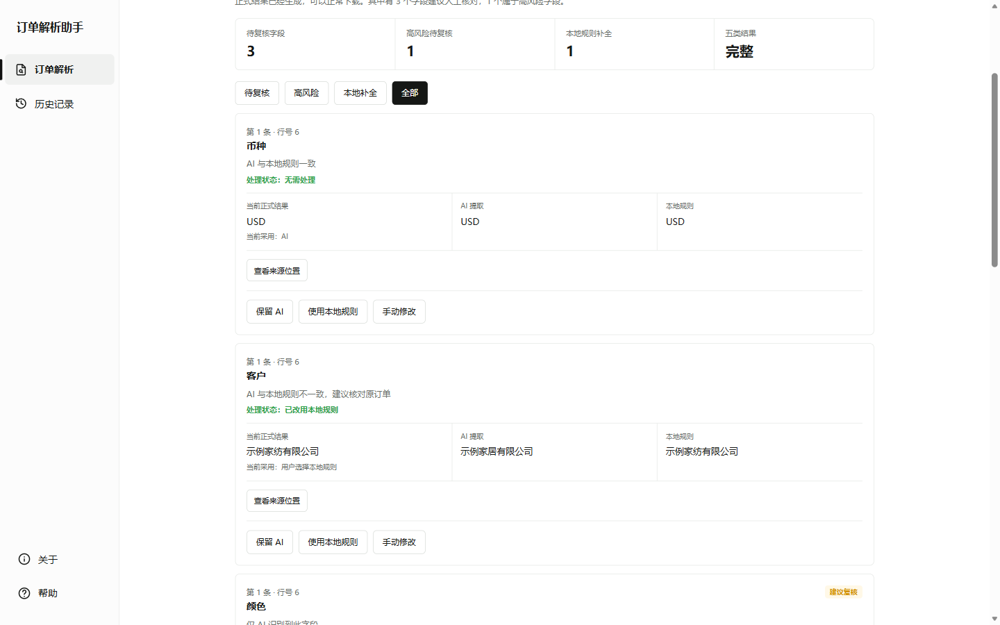 订单解析助手
订单解析
历史记录
关于
帮助
正式结果已经生成，可以正常下载。其中有 3 个字段建议人工核对，1 个属于高风险字段。
待复核字段
3
高风险待复核
1
本地规则补全
1
五类结果
完整
待复核
高风险
本地补全
全部
第 1 条 · 行号 6
币种
AI 与本地规则一致
处理状态：无需处理
当前正式结果
USD
当前采用：AI
AI 提取
USD
本地规则
USD
查看来源位置
保留 AI
使用本地规则
手动修改
第 1 条 · 行号 6
客户
AI 与本地规则不一致，建议核对原订单
处理状态：已改用本地规则
当前正式结果
示例家纺有限公司
当前采用：用户选择本地规则
AI 提取
示例家居有限公司
本地规则
示例家纺有限公司
查看来源位置
保留 AI
使用本地规则
手动修改
第 1 条 · 行号 6
建议复核
颜色
仅 AI 识别到此字段